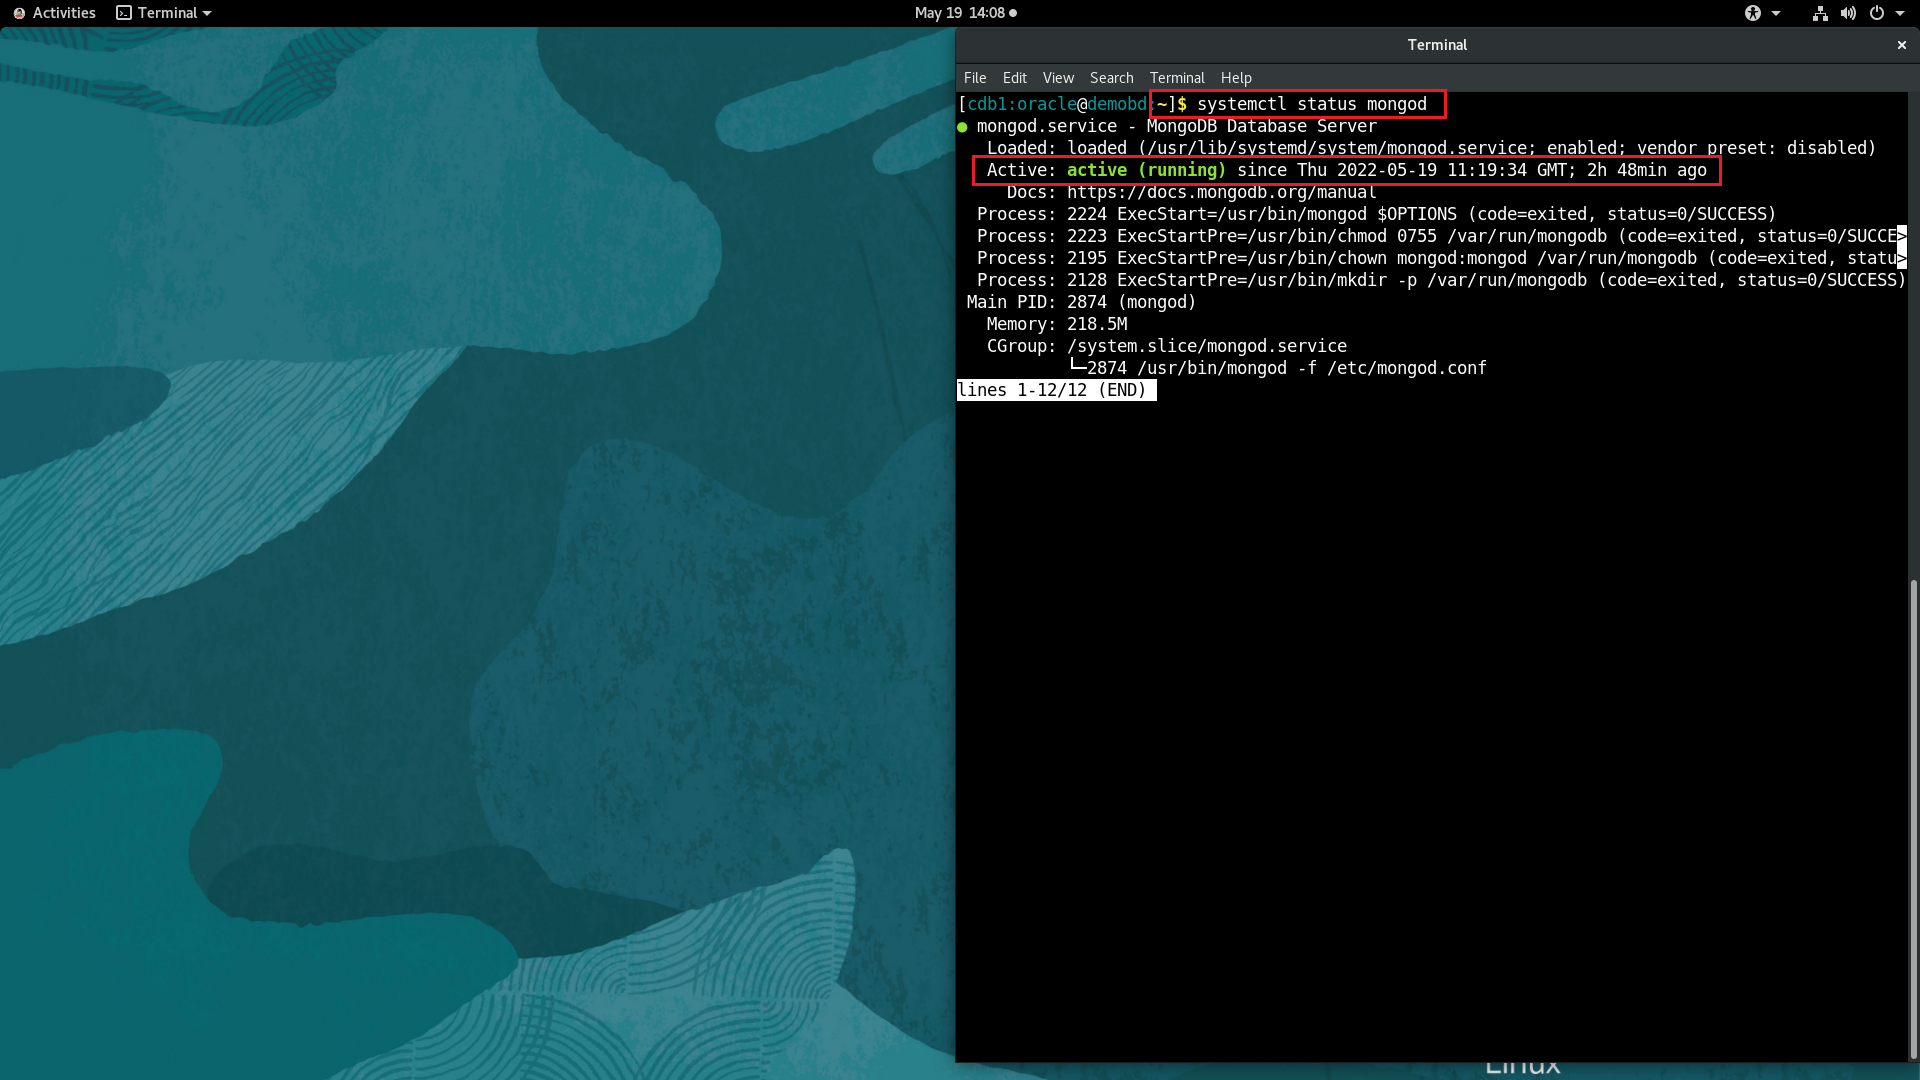 Activities Terminal May 19 14:08
Terminal
File Edit View Search Terminal Help
[cdb1:oracle@demobd:~]$ systemctl status mongod
● mongod.service - MongoDB Database Server
Loaded: loaded (/usr/lib/systemd/system/mongod.service; enabled; vendor preset: disabled)
Active: active (running) since Thu 2022-05-19 11:19:34 GMT; 2h 48min ago
Docs: https://docs.mongodb.org/manual
Process: 2224 ExecStart=/usr/bin/mongod $OPTIONS (code=exited, status=0/SUCCESS)
Process: 2223 ExecStartPre=/usr/bin/chmod 0755 /var/run/mongodb (code=exited, status=0/SUCCE>
Process: 2195 ExecStartPre=/usr/bin/chown mongod:mongod /var/run/mongodb (code=exited, statu>
Process: 2128 ExecStartPre=/usr/bin/mkdir -p /var/run/mongodb (code=exited, status=0/SUCCESS)
Main PID: 2874 (mongod)
Memory: 218.5M
CGroup: /system.slice/mongod.service
└─2874 /usr/bin/mongod -f /etc/mongod.conf
lines 1-12/12 (END)
Linux